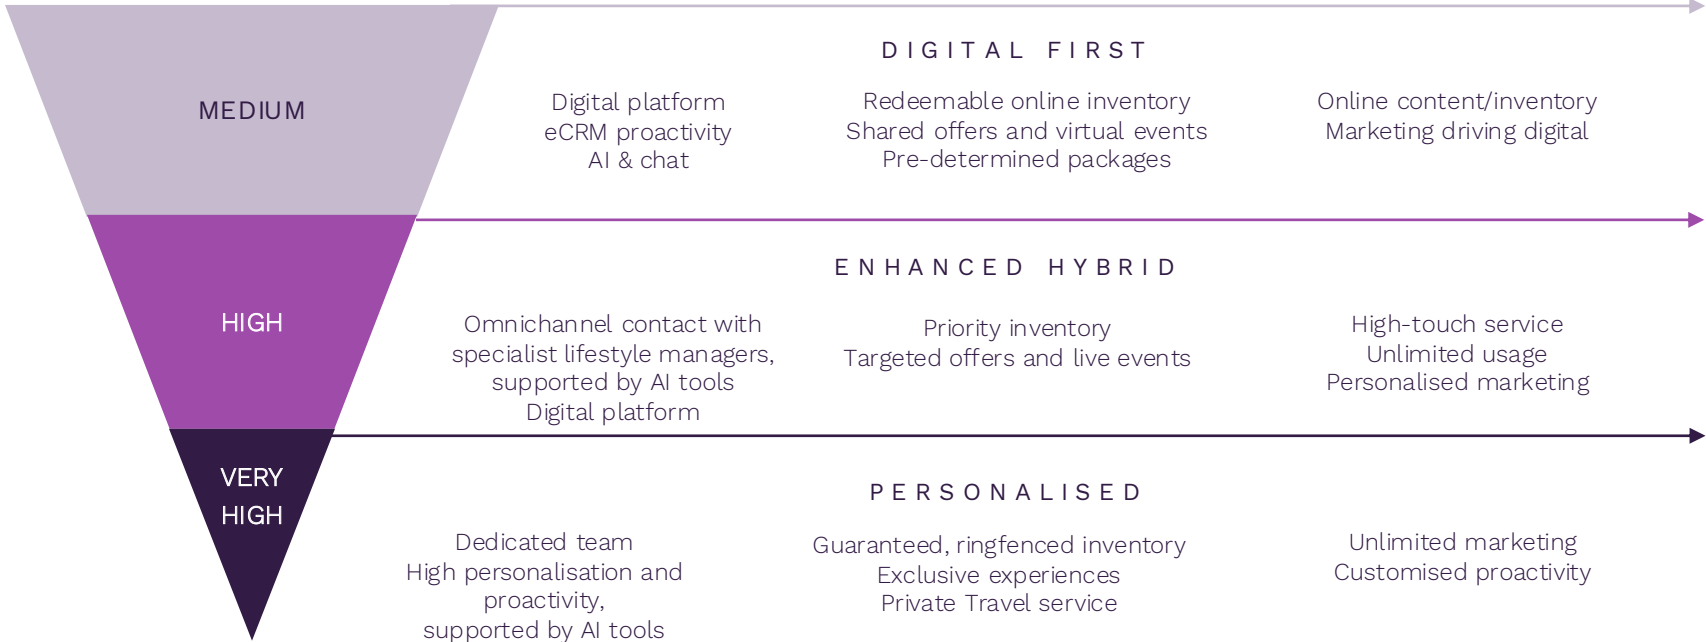 MEDIUM
DIGITAL FIRST
Digital platform
eCRM proactivity
AI & chat
Redeemable online inventory
Shared offers and virtual events
Pre-determined packages
Online content/inventory
Marketing driving digital
HIGH
ENHANCED HYBRID
Omnichannel contact with
specialist lifestyle managers,
supported by AI tools
Digital platform
Priority inventory
Targeted offers and live events
High-touch service
Unlimited usage
Personalised marketing
VERY
HIGH
PERSONALISED
Dedicated team
High personalisation and
proactivity,
supported by AI tools
Guaranteed, ringfenced inventory
Exclusive experiences
Private Travel service
Unlimited marketing
Customised proactivity